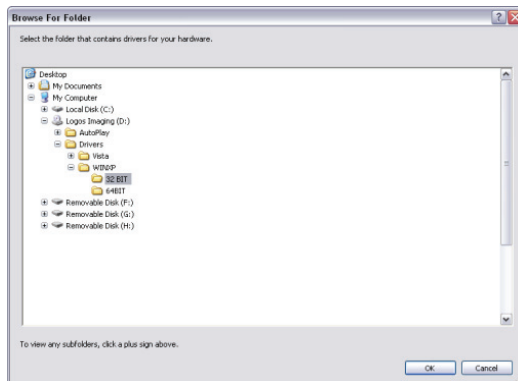 Browse For Folder
Select the folder that contains drivers for your hardware.
Desktop
My Documents
My Computer
Local Disk (C:)
Logos Imaging (D:)
AutoPlay
Drivers
Vista
WINXP
32 BIT
64BIT
Removable Disk (F:)
Removable Disk (G:)
Removable Disk (H:)
To view any subfolders, click a plus sign above.
OK Cancel